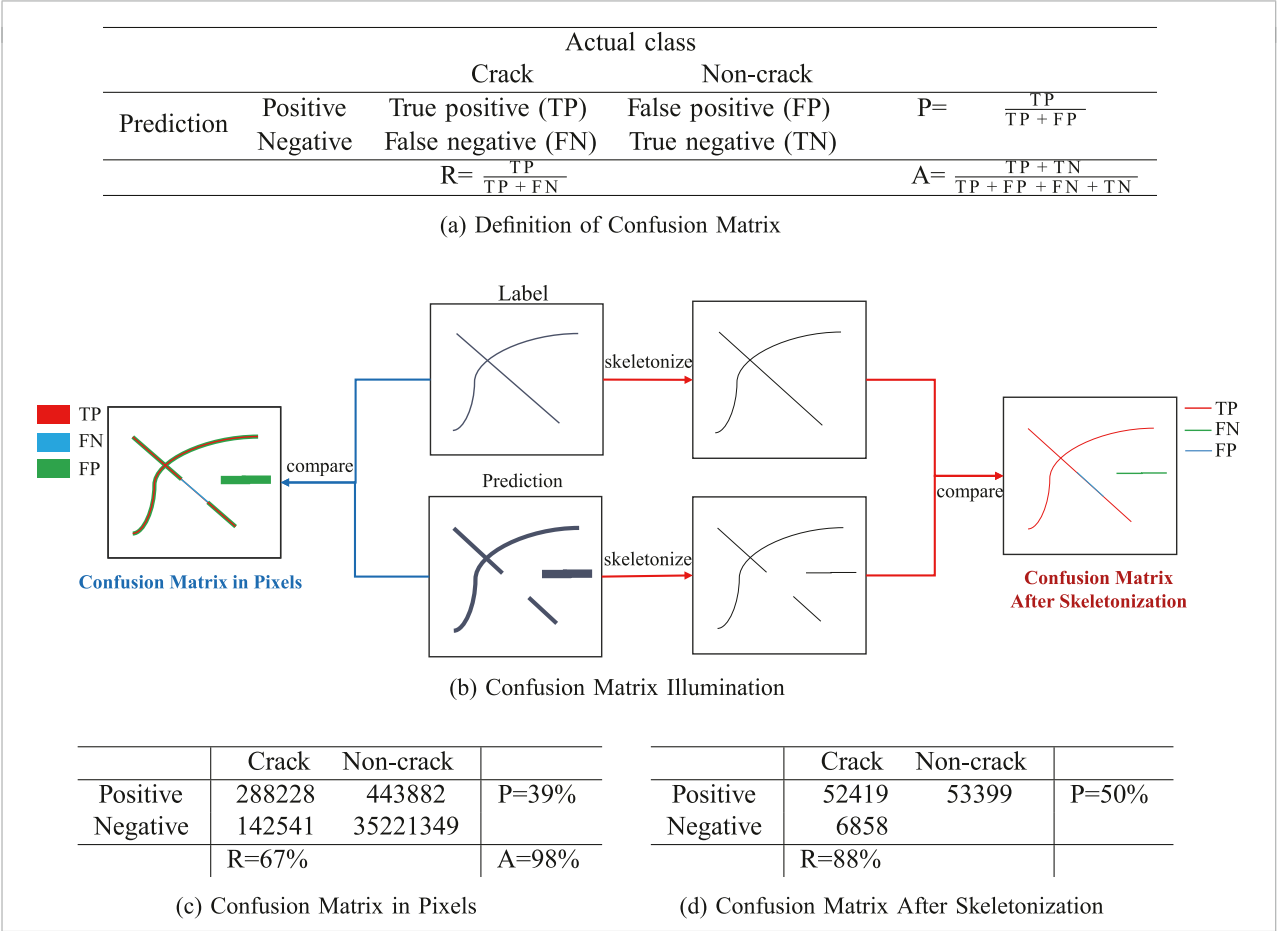 Actual class
Crack Non-crack
Prediction Positive True positive (TP) False positive (FP) P= TP / TP + FP
Negative False negative (FN) True negative (TN)
R= TP / TP + FN A= TP + TN / TP + FP + FN + TN
(a) Definition of Confusion Matrix
Label
skeletonize
TP
FN
FP
compare
Confusion Matrix in Pixels
Prediction
skeletonize
compare
TP
FN
FP
Confusion Matrix
After Skeletonization
(b) Confusion Matrix Illumination
Crack Non-crack
Positive 288228 443882 P=39%
Negative 142541 35221349
R=67% A=98%
(c) Confusion Matrix in Pixels
Crack Non-crack
Positive 52419 53399 P=50%
Negative 6858
R=88%
(d) Confusion Matrix After Skeletonization